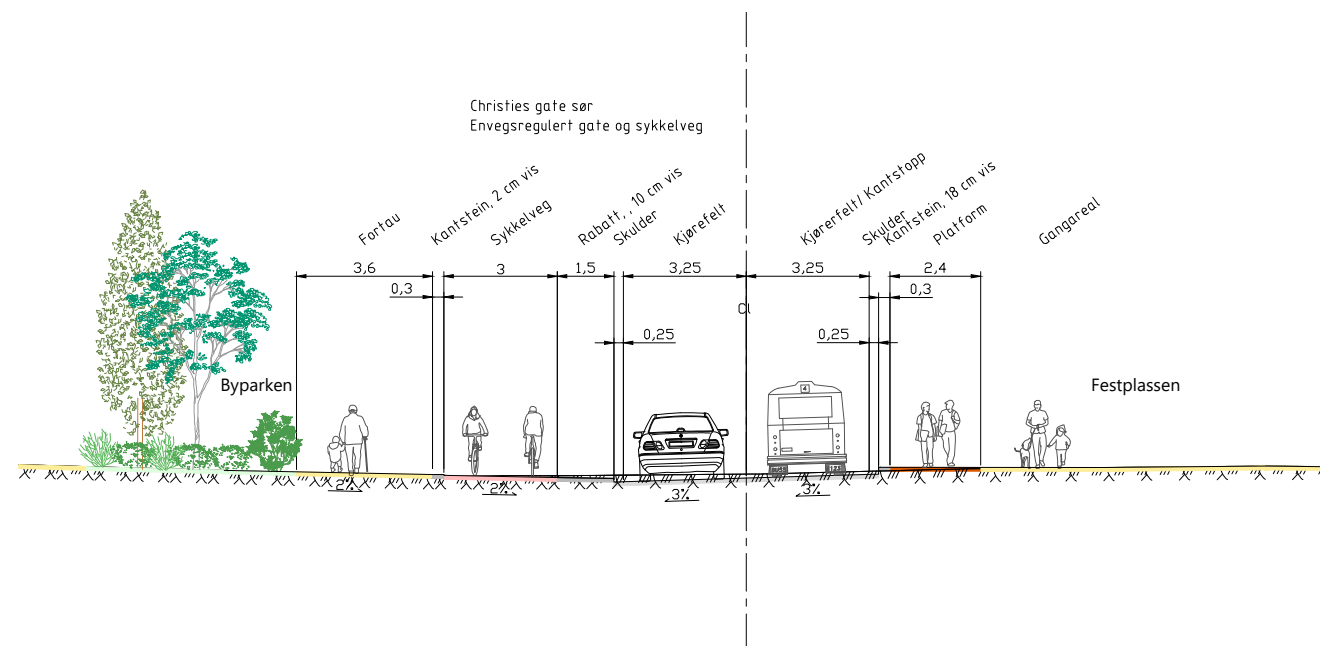 Christies gate sør
Envegsregulert gate og sykkelveg
Fortau
Kantstein, 2 cm vis
Sykkelveg
Rabatt, , 10 cm vis
Skulder
Kjørefelt
Kjørerfelt/ Kantstopp
Skulder
Kantstein, 18 cm vis
Platform
Gangareal
3,6
3
1,5
3,25
3,25
2,4
0,3
0,3
Cl
0,25
0,25
Byparken
Festplassen
4
2%
2%
3%
3%